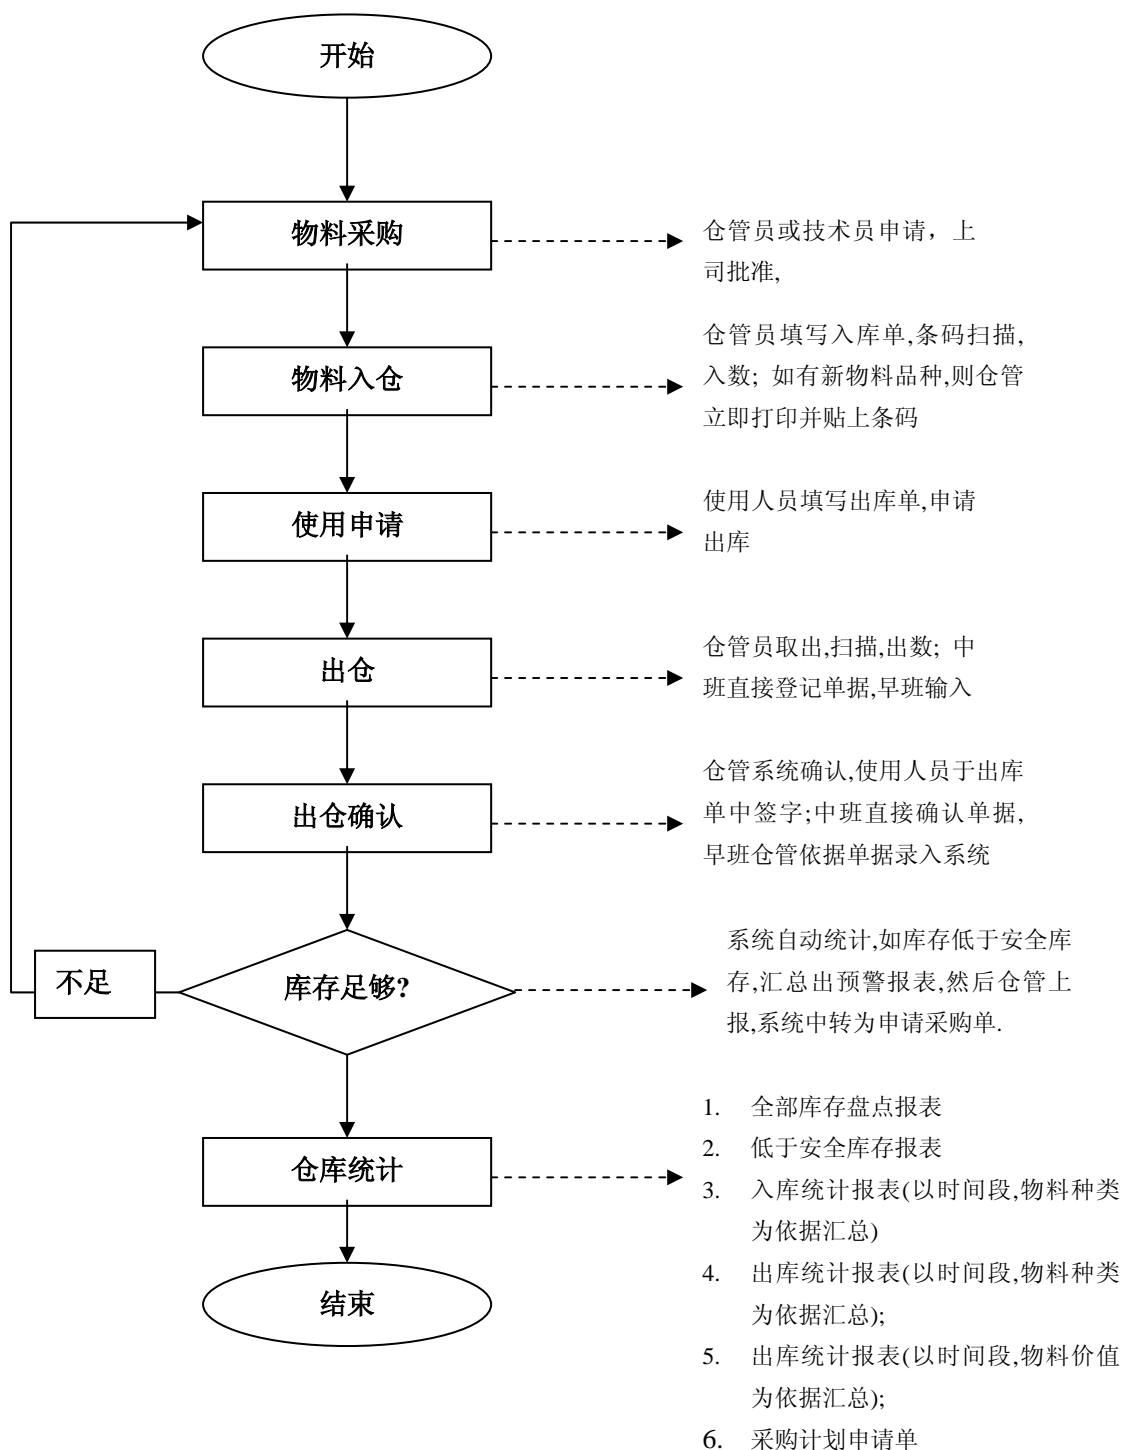 开始
物料采购
仓管员或技术员申请，上
司批准,
物料入仓
仓管员填写入库单,条码扫描,
入数; 如有新物料品种,则仓管
立即打印并贴上条码
使用申请
使用人员填写出库单,申请
出库
出仓
仓管员取出,扫描,出数; 中
班直接登记单据,早班输入
出仓确认
仓管系统确认,使用人员于出库
单中签字;中班直接确认单据,
早班仓管依据单据录入系统
不足
库存足够?
系统自动统计,如库存低于安全库
存,汇总出预警报表,然后仓管上
报,系统中转为申请采购单.
仓库统计
1. 全部库存盘点报表
2. 低于安全库存报表
3. 入库统计报表(以时间段,物料种类
为依据汇总)
4. 出库统计报表(以时间段,物料种类
为依据汇总);
5. 出库统计报表(以时间段,物料价值
为依据汇总);
6. 采购计划申请单
结束